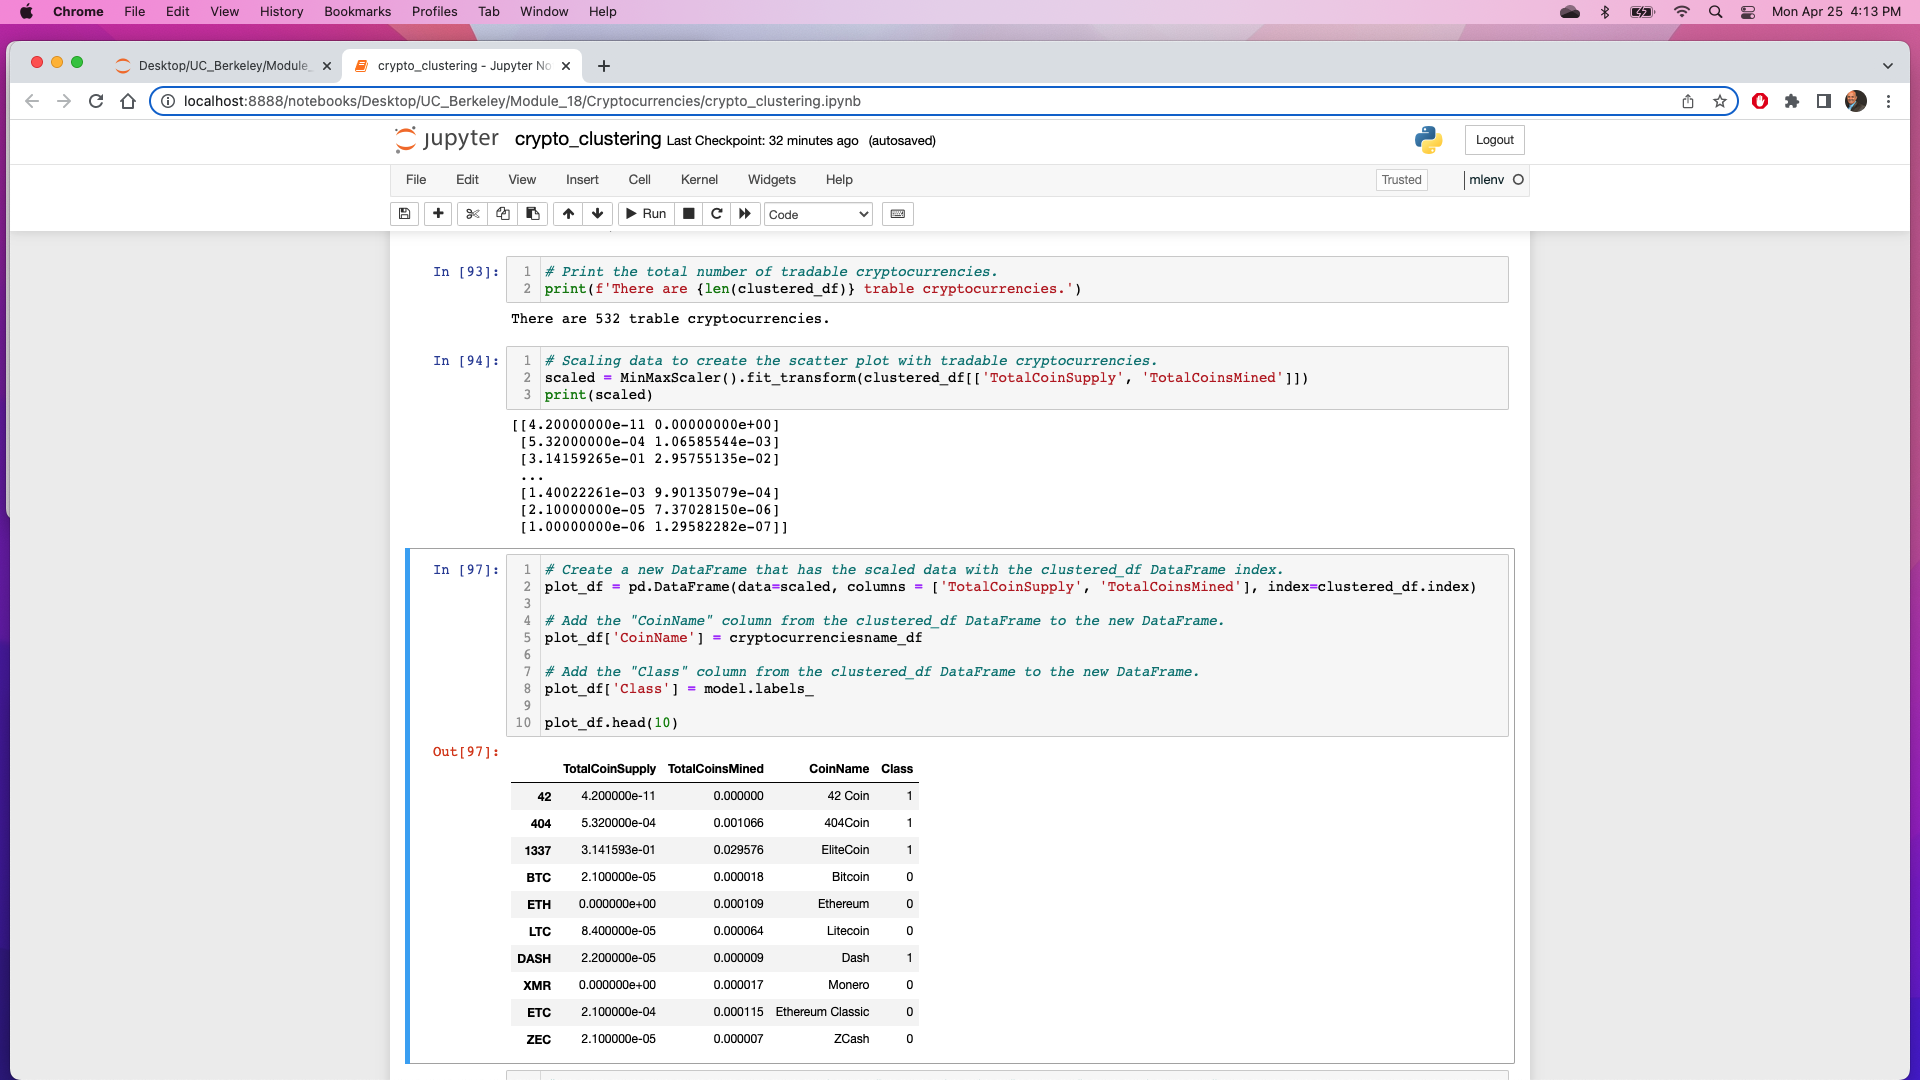 Chrome File Edit View History Bookmarks Profiles Tab Window Help Mon Apr 25 4:13 PM
Desktop/UC_Berkeley/Module_ crypto_clustering - Jupyter No
localhost:8888/notebooks/Desktop/UC_Berkeley/Module_18/Cryptocurrencies/crypto_clustering.ipynb
jupyter crypto_clustering Last Checkpoint: 32 minutes ago (autosaved) Logout
File Edit View Insert Cell Kernel Widgets Help Trusted mlenv
Run Code
In [93]: 1 # Print the total number of tradable cryptocurrencies.
2 print(f'There are {len(clustered_df)} trable cryptocurrencies.')
There are 532 trable cryptocurrencies.
In [94]: 1 # Scaling data to create the scatter plot with tradable cryptocurrencies.
2 scaled = MinMaxScaler().fit_transform(clustered_df[['TotalCoinSupply', 'TotalCoinsMined']])
3 print(scaled)
[[4.20000000e-11 0.00000000e+00]
[5.32000000e-04 1.06585544e-03]
[3.14159265e-01 2.95755135e-02]
...
[1.40022261e-03 9.90135079e-04]
[2.10000000e-05 7.37028150e-06]
[1.00000000e-06 1.29582282e-07]]
In [97]: 1 # Create a new DataFrame that has the scaled data with the clustered_df DataFrame index.
2 plot_df = pd.DataFrame(data=scaled, columns = ['TotalCoinSupply', 'TotalCoinsMined'], index=clustered_df.index)
3
4 # Add the "CoinName" column from the clustered_df DataFrame to the new DataFrame.
5 plot_df['CoinName'] = cryptocurrenciesname_df
6
7 # Add the "Class" column from the clustered_df DataFrame to the new DataFrame.
8 plot_df['Class'] = model.labels_
9
10 plot_df.head(10)
Out[97]:
TotalCoinSupply TotalCoinsMined CoinName Class
42 4.200000e-11 0.000000 42 Coin 1
404 5.320000e-04 0.001066 404Coin 1
1337 3.141593e-01 0.029576 EliteCoin 1
BTC 2.100000e-05 0.000018 Bitcoin 0
ETH 0.000000e+00 0.000109 Ethereum 0
LTC 8.400000e-05 0.000064 Litecoin 0
DASH 2.200000e-05 0.000009 Dash 1
XMR 0.000000e+00 0.000017 Monero 0
ETC 2.100000e-04 0.000115 Ethereum Classic 0
ZEC 2.100000e-05 0.000007 ZCash 0